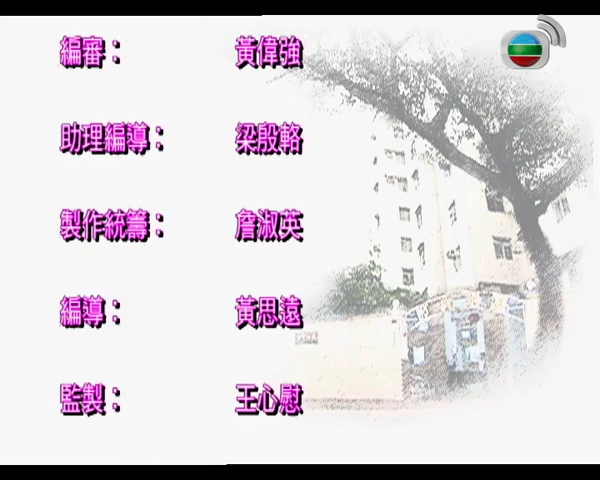 編審： 黃偉強
助理編導： 梁殷輅
製作統籌： 詹淑英
編導： 黃思遠
監製： 王心慰